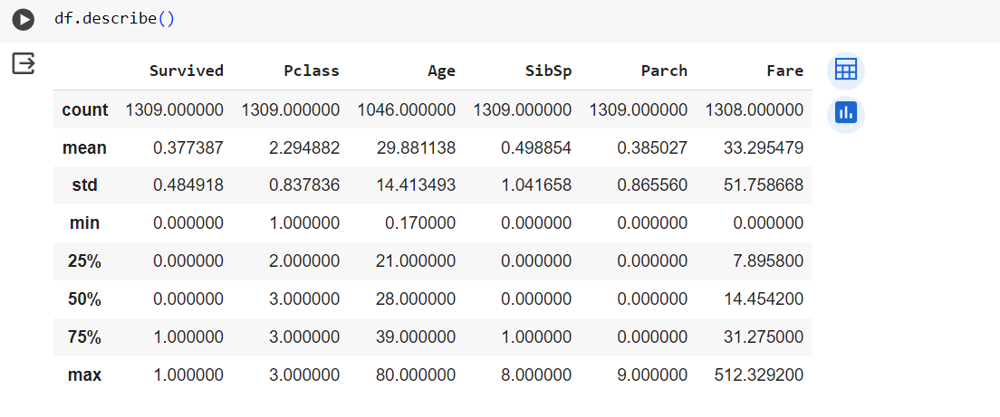 df.describe()
Survived Pclass Age SibSp Parch Fare
count 1309.000000 1309.000000 1046.000000 1309.000000 1309.000000 1308.000000
mean 0.377387 2.294882 29.881138 0.498854 0.385027 33.295479
std 0.484918 0.837836 14.413493 1.041658 0.865560 51.758668
min 0.000000 1.000000 0.170000 0.000000 0.000000 0.000000
25% 0.000000 2.000000 21.000000 0.000000 0.000000 7.895800
50% 0.000000 3.000000 28.000000 0.000000 0.000000 14.454200
75% 1.000000 3.000000 39.000000 1.000000 0.000000 31.275000
max 1.000000 3.000000 80.000000 8.000000 9.000000 512.329200